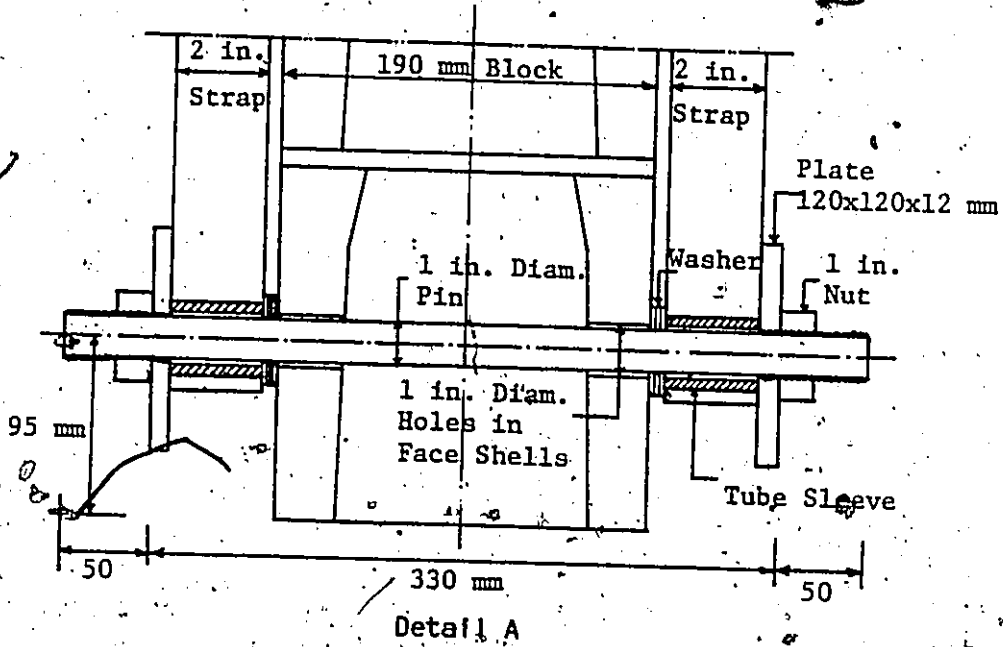 2 in.
Strap
190 mm Block
2 in.
Strap
Plate
120x120x12 mm
Washer
1 in.
Nut
1 in. Diam.
Pin
1 in. Diam.
Holes in
Face Shells
95 mm
Tube Sleeve
50
330 mm
50
Detail A